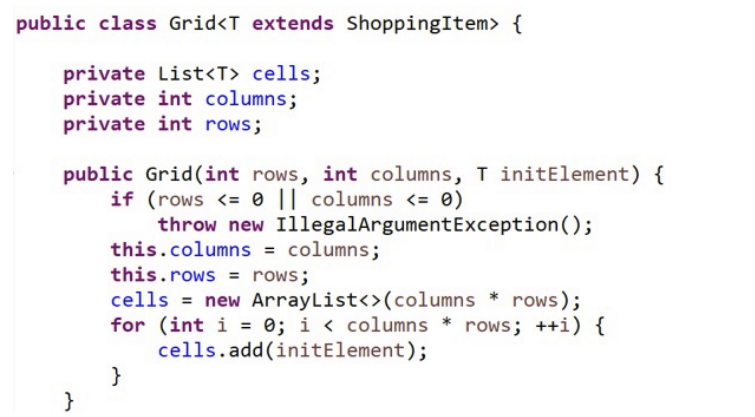 public class Grid<T extends ShoppingItem> {
private List<T> cells;
private int columns;
private int rows;
public Grid(int rows, int columns, T initElement) {
if (rows <= 0 || columns <= 0)
throw new IllegalArgumentException();
this.columns = columns;
this.rows = rows;
cells = new ArrayList<>(columns * rows);
for (int i = 0; i < columns * rows; ++i) {
cells.add(initElement);
}
}